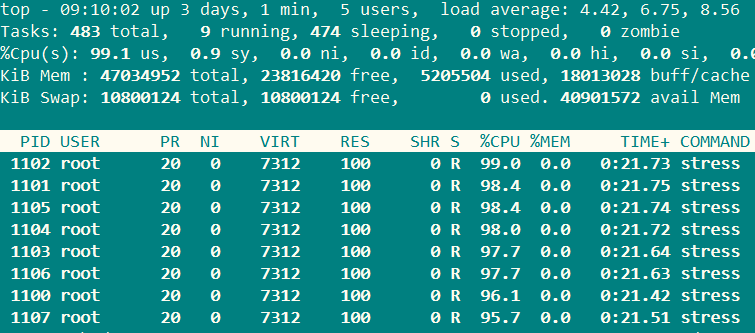 top - 09:10:02 up 3 days, 1 min,  5 users,  load average: 4.42, 6.75, 8.56
Tasks: 483 total,   9 running, 474 sleeping,   0 stopped,   0 zombie
%Cpu(s): 99.1 us,  0.9 sy,  0.0 ni,  0.0 id,  0.0 wa,  0.0 hi,  0.0 si,  0.
KiB Mem : 47034952 total, 23816420 free,  5205504 used, 18013028 buff/cache
KiB Swap: 10800124 total, 10800124 free,        0 used. 40901572 avail Mem
PID USER      PR  NI    VIRT    RES    SHR S  %CPU %MEM     TIME+ COMMAND
1102 root      20   0    7312    100      0 R  99.0  0.0   0:21.73 stress
1101 root      20   0    7312    100      0 R  98.4  0.0   0:21.75 stress
1105 root      20   0    7312    100      0 R  98.4  0.0   0:21.74 stress
1104 root      20   0    7312    100      0 R  98.0  0.0   0:21.72 stress
1103 root      20   0    7312    100      0 R  97.7  0.0   0:21.64 stress
1106 root      20   0    7312    100      0 R  97.7  0.0   0:21.63 stress
1100 root      20   0    7312    100      0 R  96.1  0.0   0:21.42 stress
1107 root      20   0    7312    100      0 R  95.7  0.0   0:21.51 stress